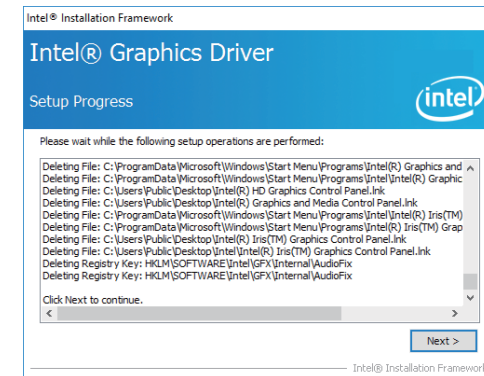 Intel® Installation Framework
Intel® Graphics Driver
Setup Progress
intel
Please wait while the following setup operations are performed:
Deleting File: C:\ProgramData\Microsoft\Windows\Start Menu\Programs\Intel(R) Graphics and
Deleting File: C:\ProgramData\Microsoft\Windows\Start Menu\Programs\Intel\Intel(R) Graphic
Deleting File: C:\Users\Public\Desktop\Intel(R) HD Graphics Control Panel.lnk
Deleting File: C:\Users\Public\Desktop\Intel(R) Graphics and Media Control Panel.lnk
Deleting File: C:\ProgramData\Microsoft\Windows\Start Menu\Programs\Intel\Intel(R) Iris(TM)
Deleting File: C:\ProgramData\Microsoft\Windows\Start Menu\Programs\Intel(R) Iris(TM) Grap
Deleting File: C:\Users\Public\Desktop\Intel(R) Iris(TM) Graphics Control Panel.lnk
Deleting File: C:\Users\Public\Desktop\Intel\Intel(R) Iris(TM) Graphics Control Panel.lnk
Deleting Registry Key: HKLM\SOFTWARE\Intel\GFX\Internal\AudioFix
Deleting Registry Key: HKLM\SOFTWARE\Intel\GFX\Internal\AudioFix
Click Next to continue.
Next >
Intel® Installation Framework